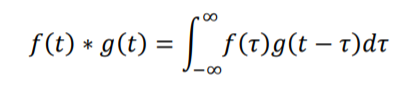 f(t) ∗ g(t) = ∫_{-∞}^{∞} f(τ)g(t − τ)dτ